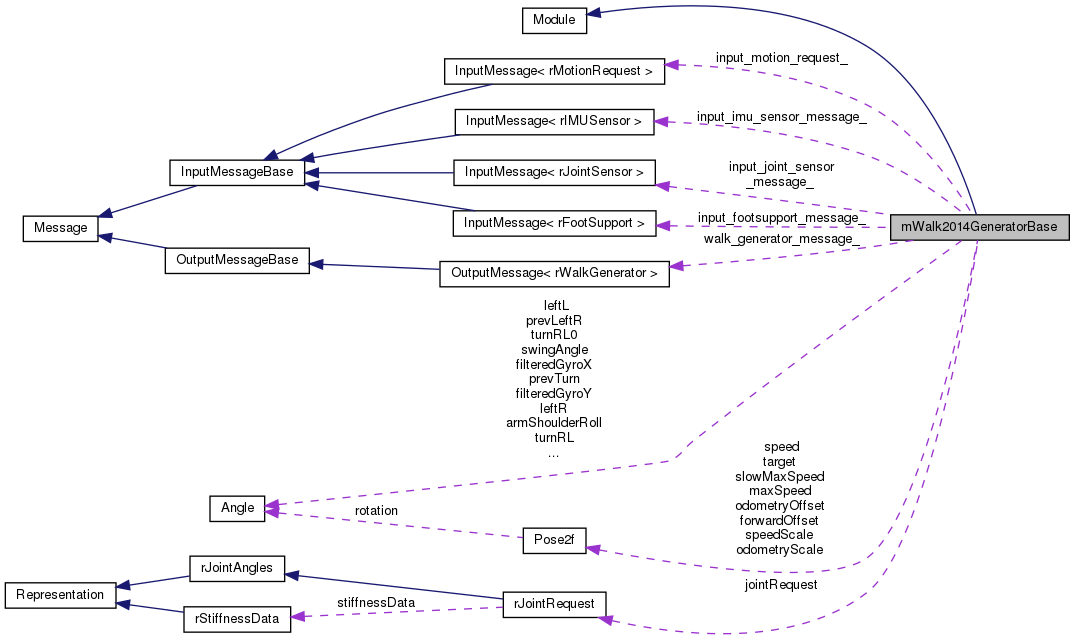 Module
input_motion_request_
InputMessage< rMotionRequest >
InputMessage< rIMUSensor >
input_imu_sensor_message_
InputMessageBase
InputMessage< rJointSensor >
input_joint_sensor
_message_
Message
InputMessage< rFootSupport >
input_footsupport_message_
mWalk2014GeneratorBase
walk_generator_message_
OutputMessageBase
OutputMessage< rWalkGenerator >
leftL
prevLeftR
turnRL0
swingAngle
filteredGyroX
prevTurn
filteredGyroY
leftR
armShoulderRoll
turnRL
...
speed
target
slowMaxSpeed
maxSpeed
odometryOffset
forwardOffset
speedScale
odometryScale
Angle
rotation
Pose2f
rJointAngles
jointRequest
Representation
stiffnessData
rJointRequest
rStiffnessData